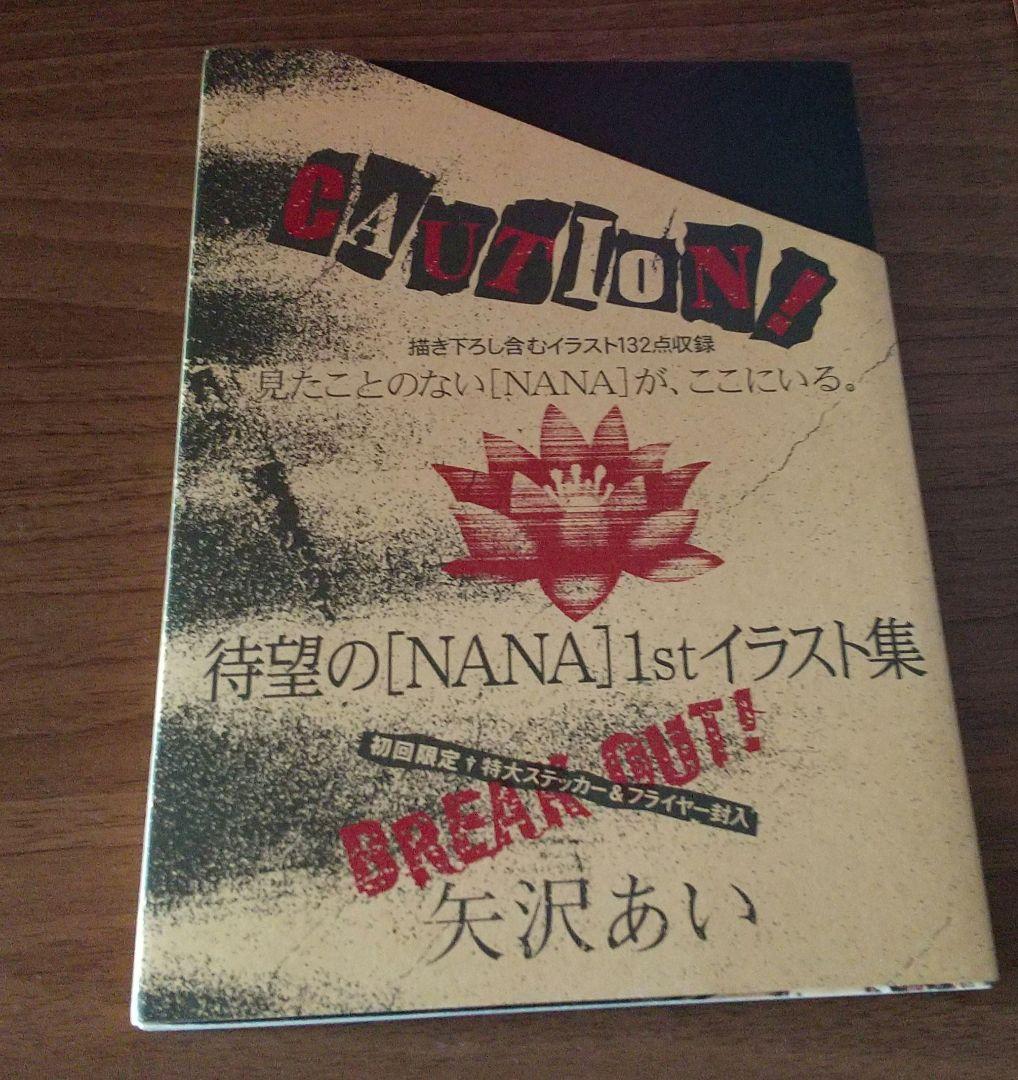 CAUTION!
描き下ろし含むイラスト132点収録
見たことのない[NANA]が、ここにいる。
待望の[NANA]1stイラスト集
BREAK OUT!
初回限定†特大ステッカー&フライヤー封入
矢沢あい